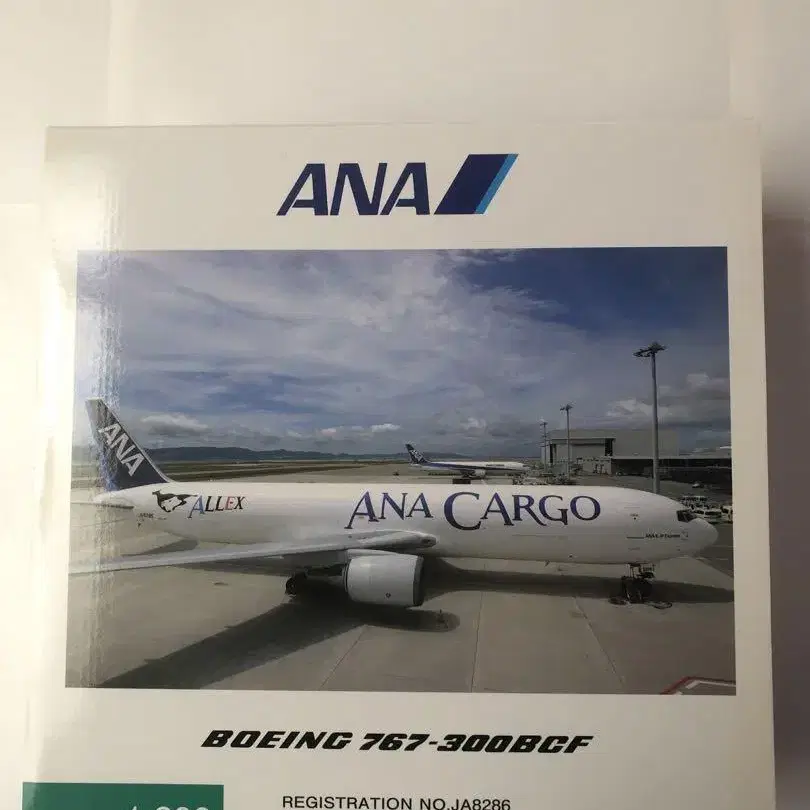 ANA
ANA
ALLEX
ANA CARGO
BOEING 767-300BCF
REGISTRATION NO.JA8286